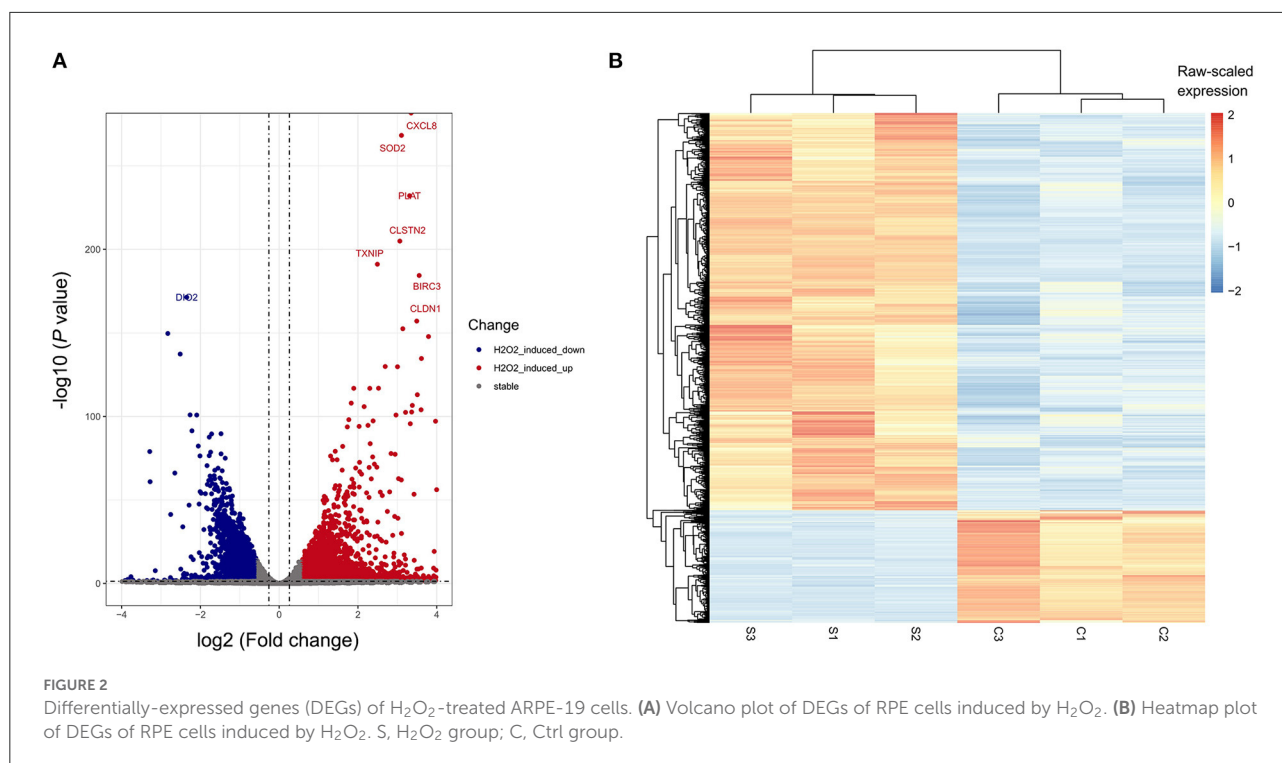 A
CXCL8
SOD2
PLAT
CLSTN2
TXNIP
BIRC3
DIO2
CLDN1
200
100
0
-log10 (P value)
-4
-2
0
2
4
log2 (Fold change)
Change
H2O2_induced_down
H2O2_induced_up
stable
B
Raw-scaled
expression
2
1
0
−1
−2
S3
S1
S2
C3
C1
C2
FIGURE 2
Differentially-expressed genes (DEGs) of H₂O₂-treated ARPE-19 cells. (A) Volcano plot of DEGs of RPE cells induced by H₂O₂. (B) Heatmap plot
of DEGs of RPE cells induced by H₂O₂. S, H₂O₂ group; C, Ctrl group.